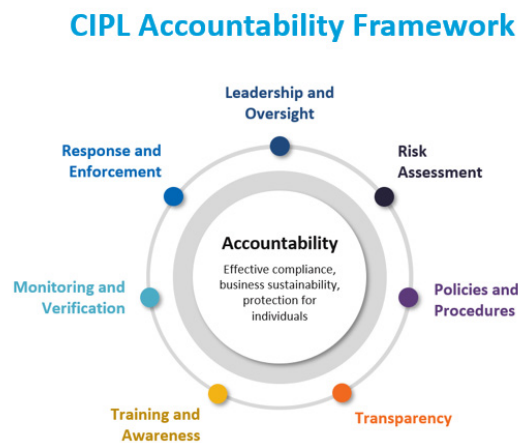 CIPL Accountability Framework
Leadership and
Oversight
Risk
Assessment
Policies and
Procedures
Transparency
Training and
Awareness
Monitoring and
Verification
Response and
Enforcement
Accountability
Effective compliance,
business sustainability,
protection for
individuals